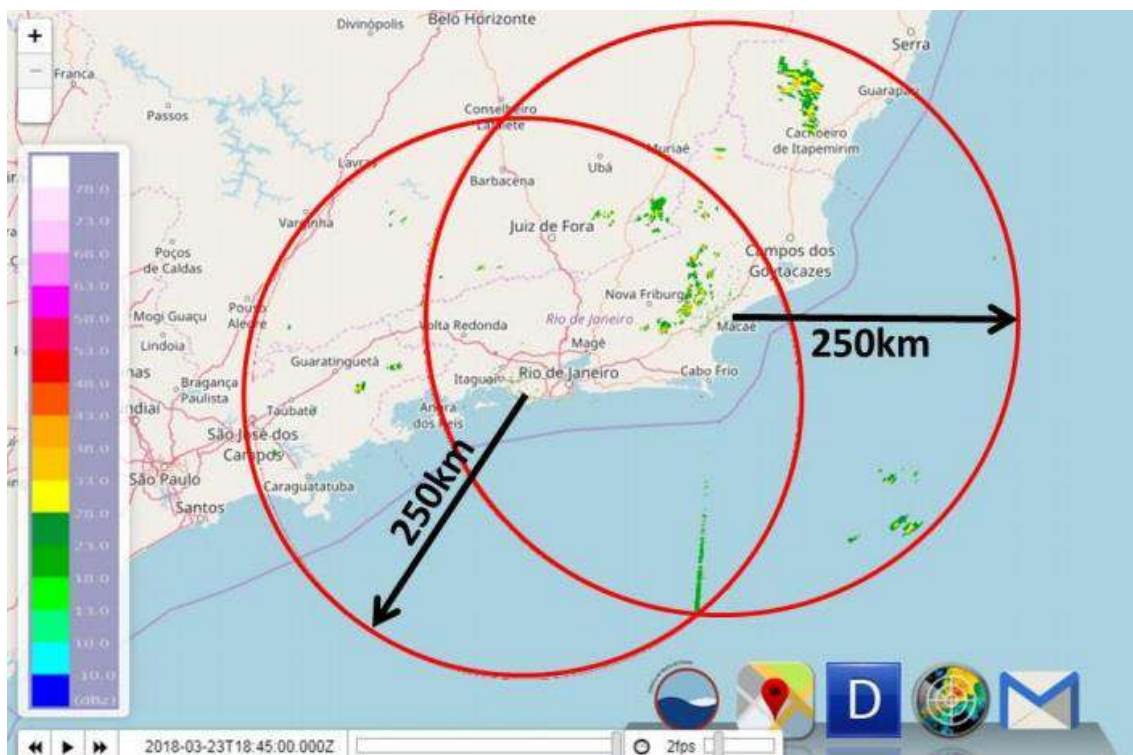 Divinópolis
Belo Horizonte
Serra
Franca
Guarapari
Passos
Conselheiro
Lafaiete
Cachoeiro
de Itapemirim
Muriaé
Ubá
Lavras
Barbacena
Varginha
Juiz de Fora
Poços
de Caldas
Campos dos
Goytacazes
Nova Friburgo
Mogi Guaçu
Pouso
Alegre
Volta Redonda
Rio de Janeiro
Macaé
250km
Lindoia
Magé
Guaratinguetá
Itaguaí
Rio de Janeiro
Cabo Frio
Bragança
Paulista
Taubaté
Angra
dos Reis
São José dos
Campos
250km
São Paulo
Caraguatatuba
Santos
78.0
73.0
68.0
63.0
58.0
53.0
48.0
43.0
38.0
33.0
28.0
23.0
18.0
13.0
10.0
-10.0
(dBz)
D
2018-03-23T18:45:00.000Z
2fps